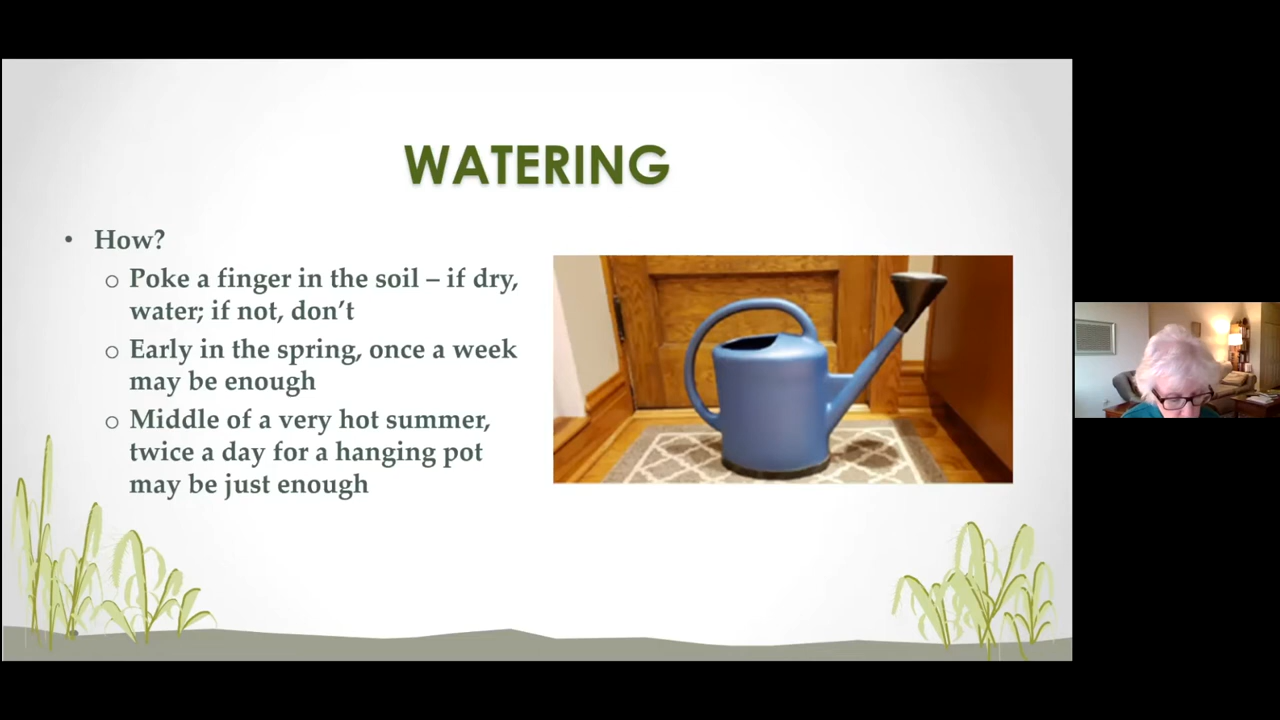 WATERING
• How?
o Poke a finger in the soil – if dry,
water; if not, don’t
o Early in the spring, once a week
may be enough
o Middle of a very hot summer,
twice a day for a hanging pot
may be just enough